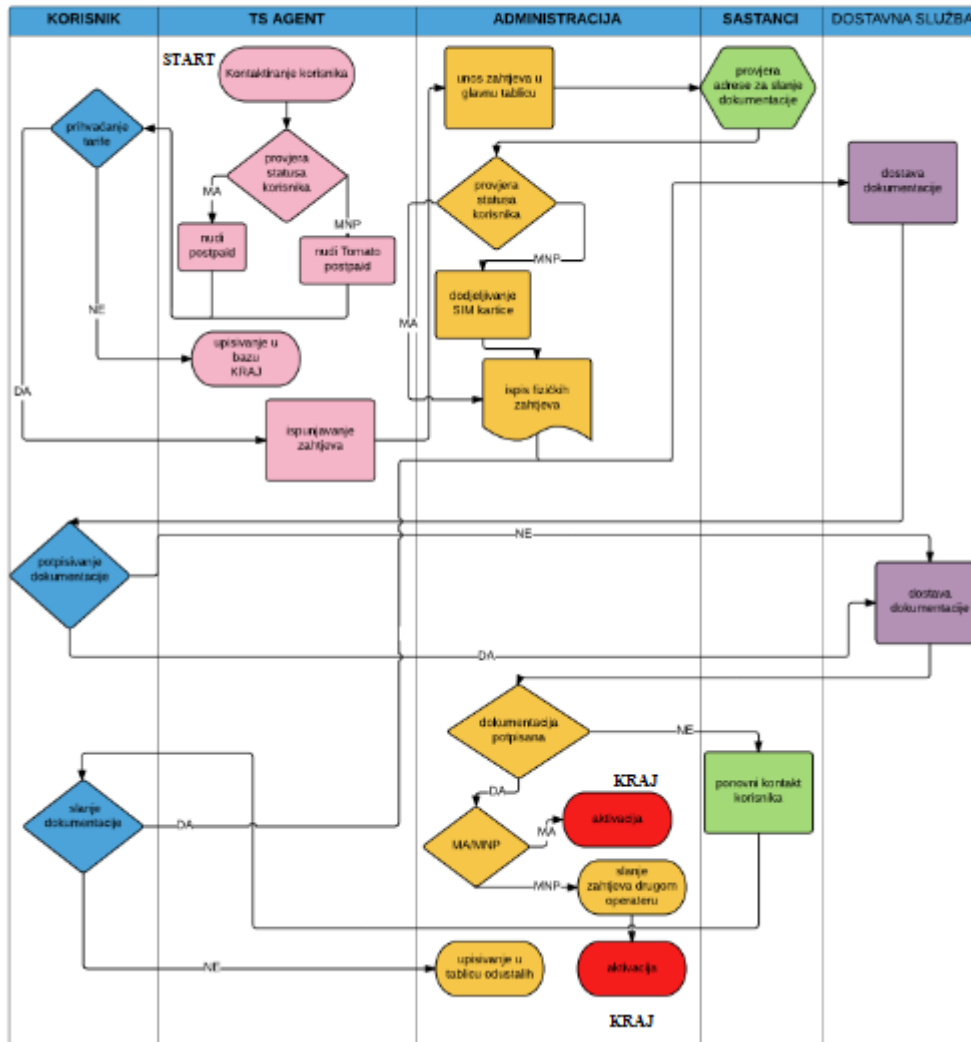 KORISNIK
TS AGENT
ADMINISTRACIJA
SASTANCI
DOSTAVNA SLUŽBA
START
Kontaktiranje korisnika
unos zahtjeva u
glavnu tablicu
provjera
adrese za slanje
dokumentacije
prihvaćanje
tarife
provjera
statusa
korisnika
provjera
statusa
korisnika
dostava
dokumentacije
MA
MNP
nudi
postpaid
nudi Tomato
postpaid
MNP
dodjeljivanje
SIM kartice
NE
MA
upisivanje u
bazu
KRAJ
DA
ispis fizičkih
zahtjeva
ispunjavanje
zahtjeva
NE
potpisivanje
dokumentacije
dostava
dokumentacije
DA
dokumentacija
potpisana
NE
KRAJ
ponovni kontakt
korisnika
DA
slanje
dokumentacije
DA
MA/MNP
MA
aktivacija
MNP
slanje
zahtjeva drugom
operateru
NE
upisivanje u
tablicu odustalih
aktivacija
KRAJ